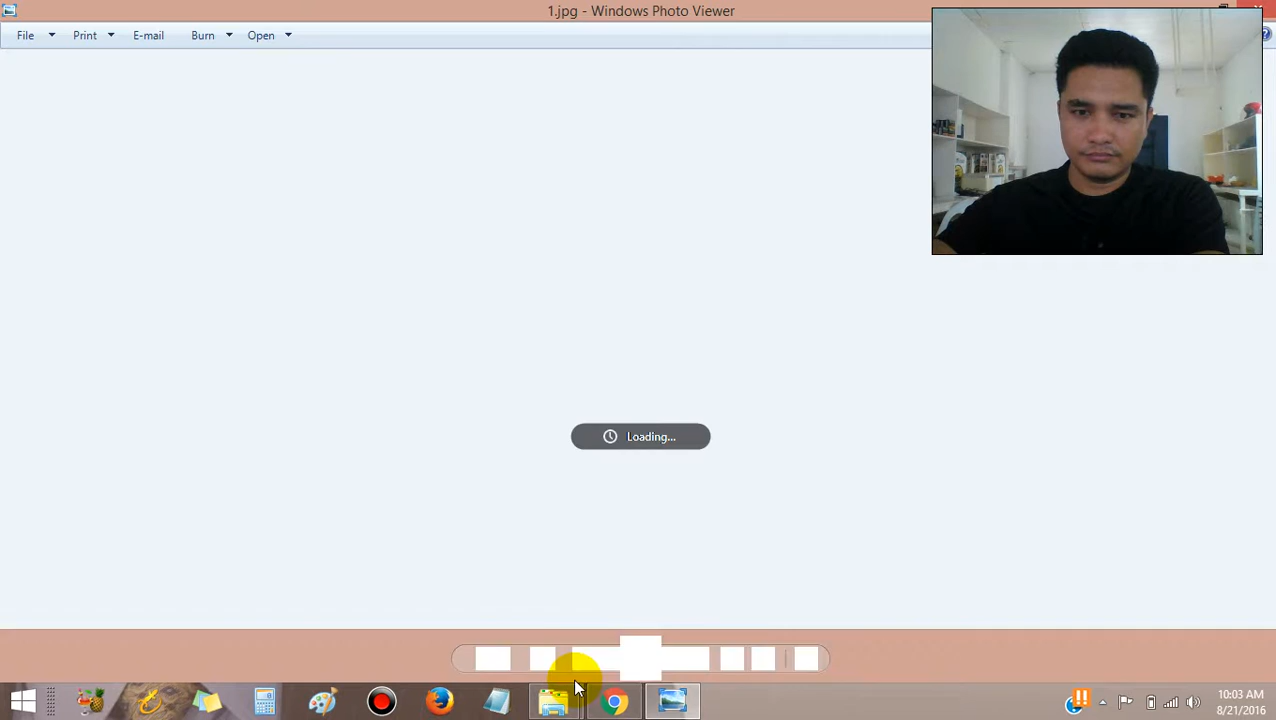 1.jpg - Windows Photo Viewer
File Print E-mail Burn Open
Loading...
10:03 AM
8/21/2016